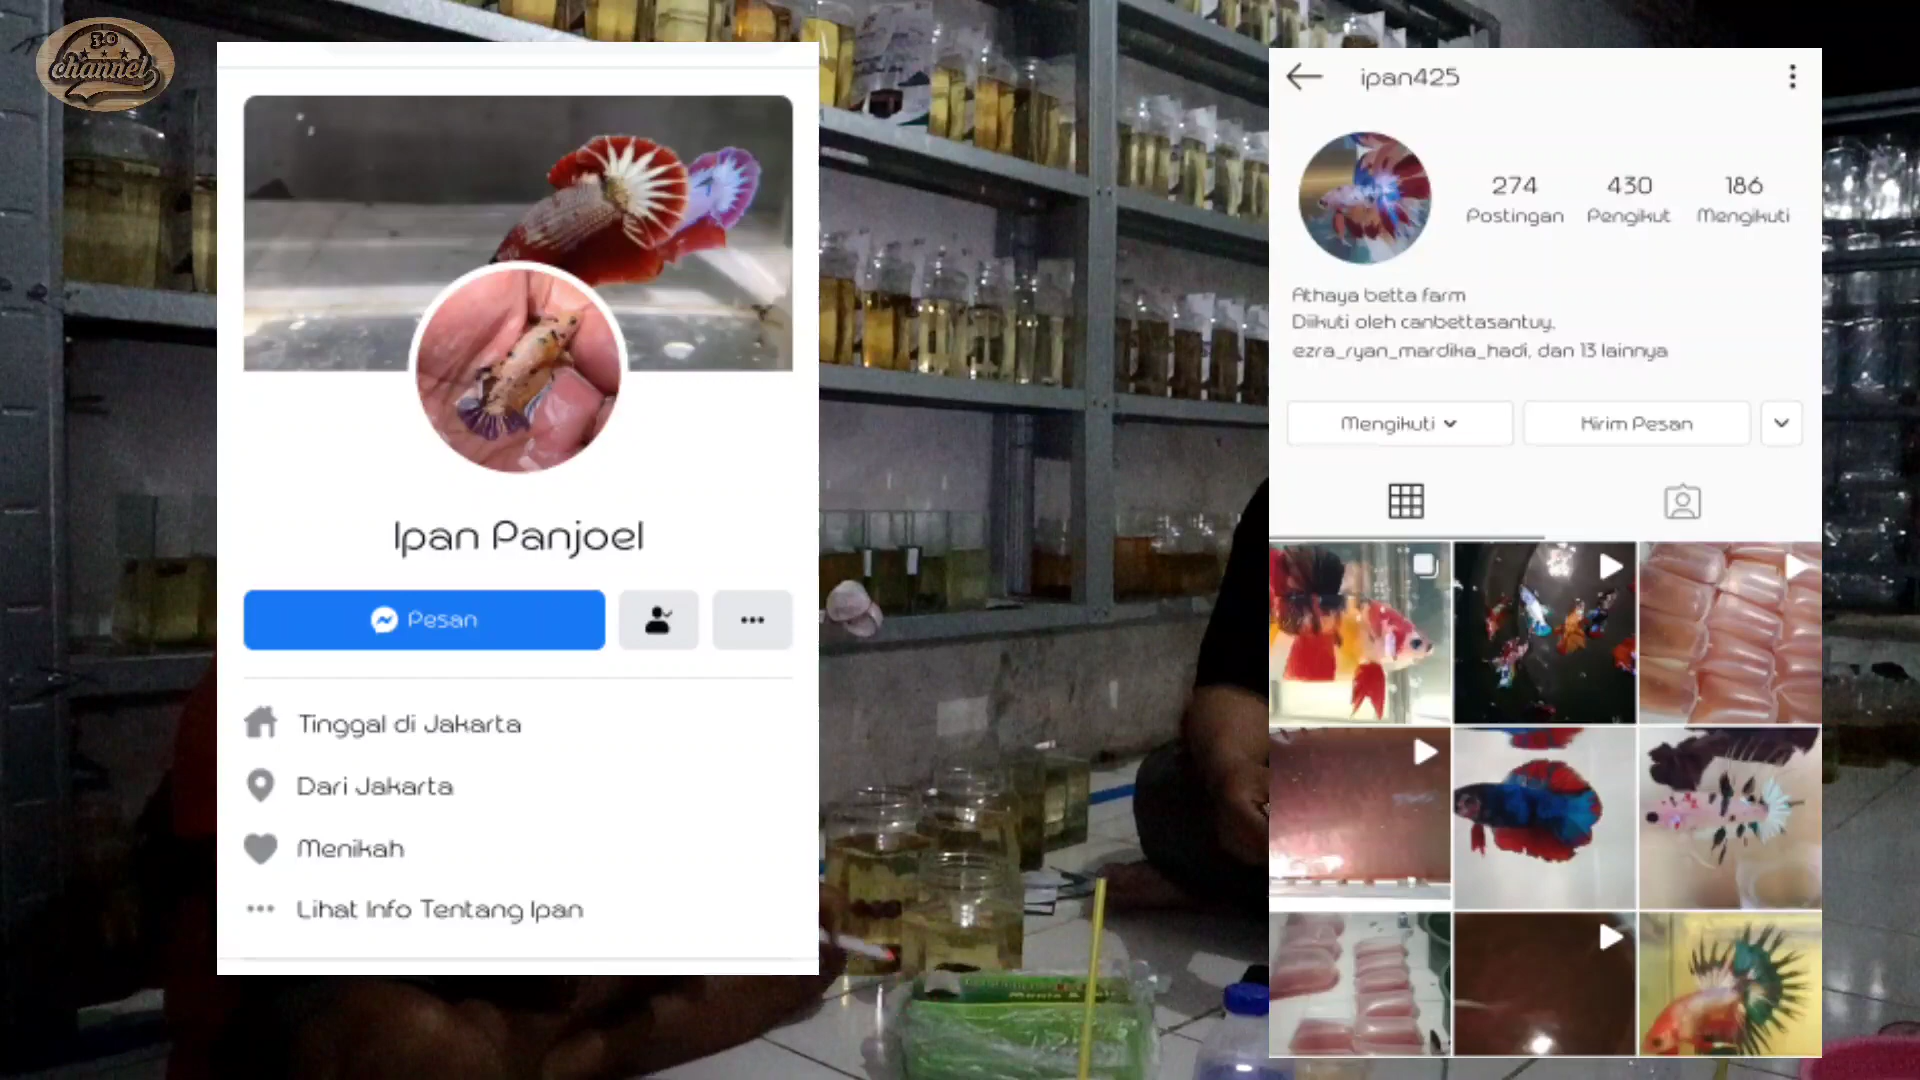 3.0
channel
Ipan Panjoel
Pesan
Tinggal di Jakarta
Dari Jakarta
Menikah
Lihat Info Tentang Ipan
ipan425
274 430 186
Postingan Pengikut Mengikuti
Athaya betta farm
Diikuti oleh canbettasantuy,
ezra_ryan_mardika_hadi, dan 13 lainnya
Mengikuti
Kirim Pesan